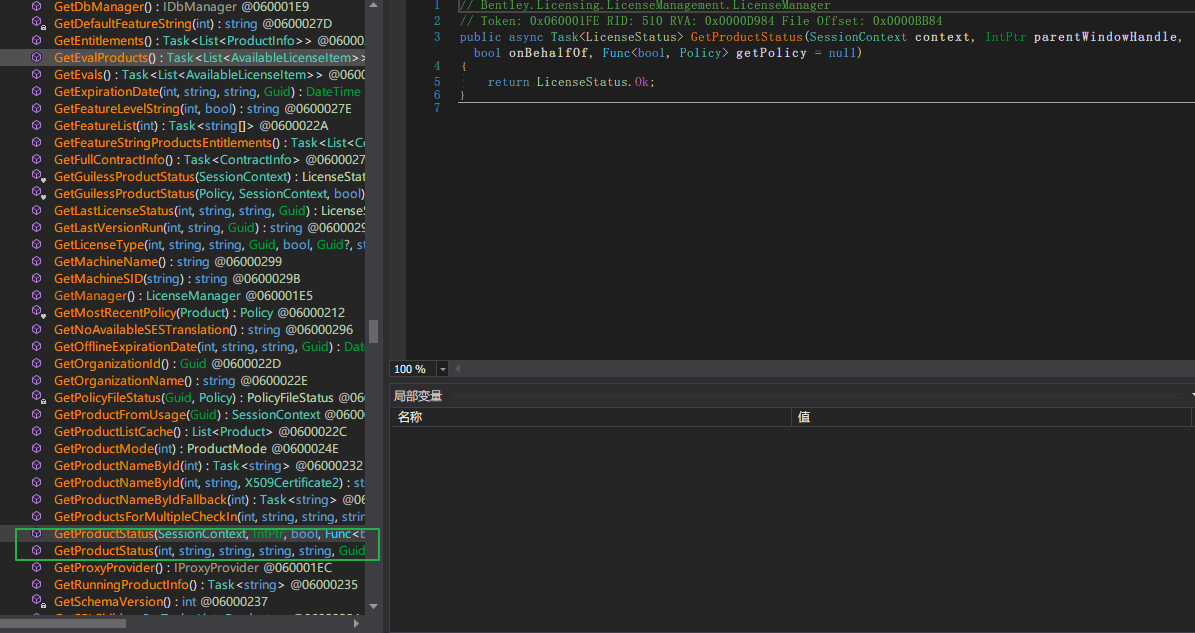 GetDbManager() : IDbManager @060001E9
GetDefaultFeatureString(int) : string @0600027D
GetEntitlements() : Task<List<ProductInfo>> @0600
GetEvalProducts() : Task<List<AvailableLicenseItem>>
GetEvals() : Task<List<AvailableLicenseItem>> @0600
GetExpirationDate(int, string, string, Guid) : DateTime
GetFeatureLevelString(int, bool) : string @0600027E
GetFeatureList(int) : Task<string[]> @0600022A
GetFeatureStringProductsEntitlements() : Task<List<Co
GetFullContractInfo() : Task<ContractInfo> @0600027
GetGuilessProductStatus(SessionContext) : LicenseStat
GetGuilessProductStatus(Policy, SessionContext, bool)
GetLastLicenseStatus(int, string, string, Guid) : LicenseS
GetLastVersionRun(int, string, Guid) : string @0600029
GetLicenseType(int, string, string, Guid, bool, Guid?, st
GetMachineName() : string @06000299
GetMachineSID(string) : string @0600029B
GetManager() : LicenseManager @060001E5
GetMostRecentPolicy(Product) : Policy @06000212
GetNoAvailableSESTranslation() : string @06000296
GetOfflineExpirationDate(int, string, string, Guid) : Dat
GetOrganizationId() : Guid @0600022D
GetOrganizationName() : string @0600022E
GetPolicyFileStatus(Guid, Policy) : PolicyFileStatus @06
GetProductFromUsage(Guid) : SessionContext @0600
GetProductListCache() : List<Product> @0600022C
GetProductMode(int) : ProductMode @0600024E
GetProductNameById(int) : Task<string> @06000232
GetProductNameById(int, string, X509Certificate2) : st
GetProductNameByIdFallback(int) : Task<string> @06
GetProductsForMultipleCheckIn(int, string, string, strin
GetProductStatus(SessionContext, IntPtr, bool, Func<b
GetProductStatus(int, string, string, string, string, Guid
GetProxyProvider() : IProxyProvider @060001EC
GetRunningProductInfo() : Task<string> @06000235
GetSchemaVersion() : int @06000237
1 // Bentley.Licensing.LicenseManagement.LicenseManager
2 // Token: 0x060001FE RID: 510 RVA: 0x0000D984 File Offset: 0x0000BB84
3 public async Task<LicenseStatus> GetProductStatus(SessionContext context, IntPtr parentWindowHandle,
bool onBehalfOf, Func<bool, Policy> getPolicy = null)
4 {
5 return LicenseStatus.Ok;
6 }
7
100 %
局部变量
名称 值